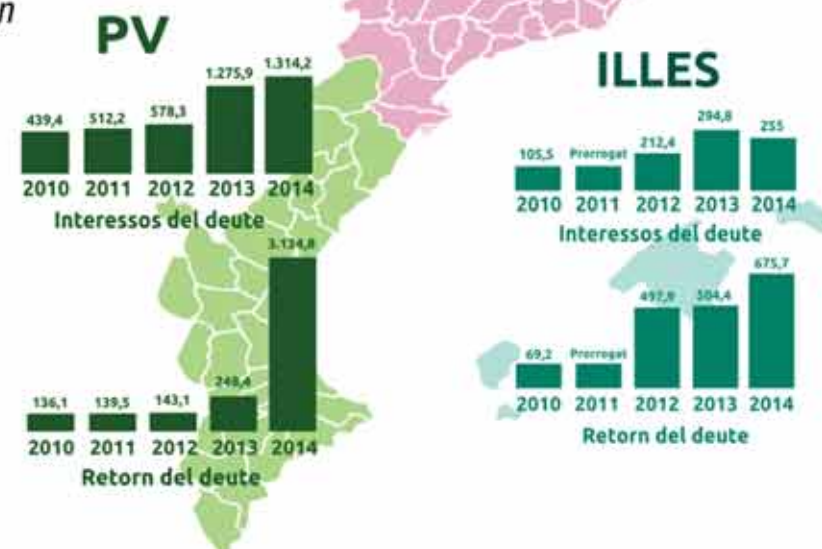 n
PV
1.314,2
1.275,9
578,3
512,2
439,4
2010 2011 2012 2013 2014
Interessos del deute
3.134,8
248,4
136,1 139,5 143,1
2010 2011 2012 2013 2014
Retorn del deute
ILLES
294,8
255
212,4
105,5 Prorrogat
2010 2011 2012 2013 2014
Interessos del deute
675,7
497,9 504,4
69,2 Prorrogat
2010 2011 2012 2013 2014
Retorn del deute